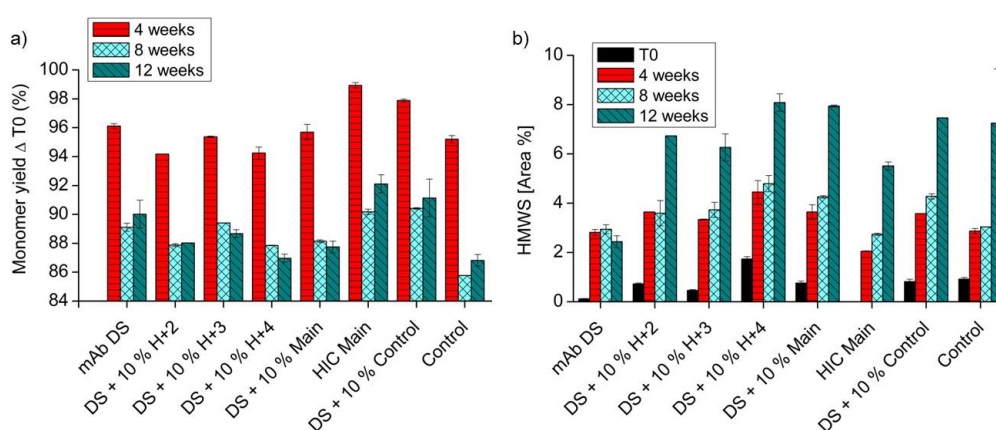 a)
4 weeks
8 weeks
12 weeks
Monomer yield Δ T0 (%)
100
98
96
94
92
90
88
86
84
mAb DS
DS + 10 % H+2
DS + 10 % H+3
DS + 10 % H+4
DS + 10 % Main
HIC Main
DS + 10 % Control
Control
b)
T0
4 weeks
8 weeks
12 weeks
HMWS [Area %]
10
8
6
4
2
0
mAb DS
DS + 10 % H+2
DS + 10 % H+3
DS + 10 % H+4
DS + 10 % Main
HIC Main
DS + 10 % Control
Control